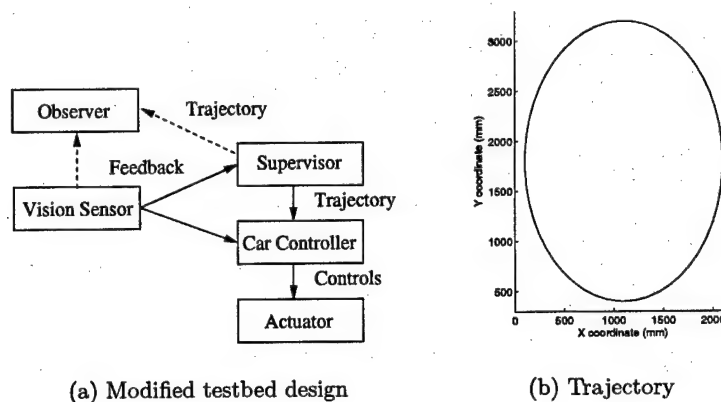 Observer
Trajectory
Feedback
Supervisor
Vision Sensor
Trajectory
Car Controller
Controls
Actuator
(a) Modified testbed design
3000
2500
2000
1500
1000
500
Y coordinate (mm)
0 500 1000 1500 2000
X coordinate (mm)
(b) Trajectory